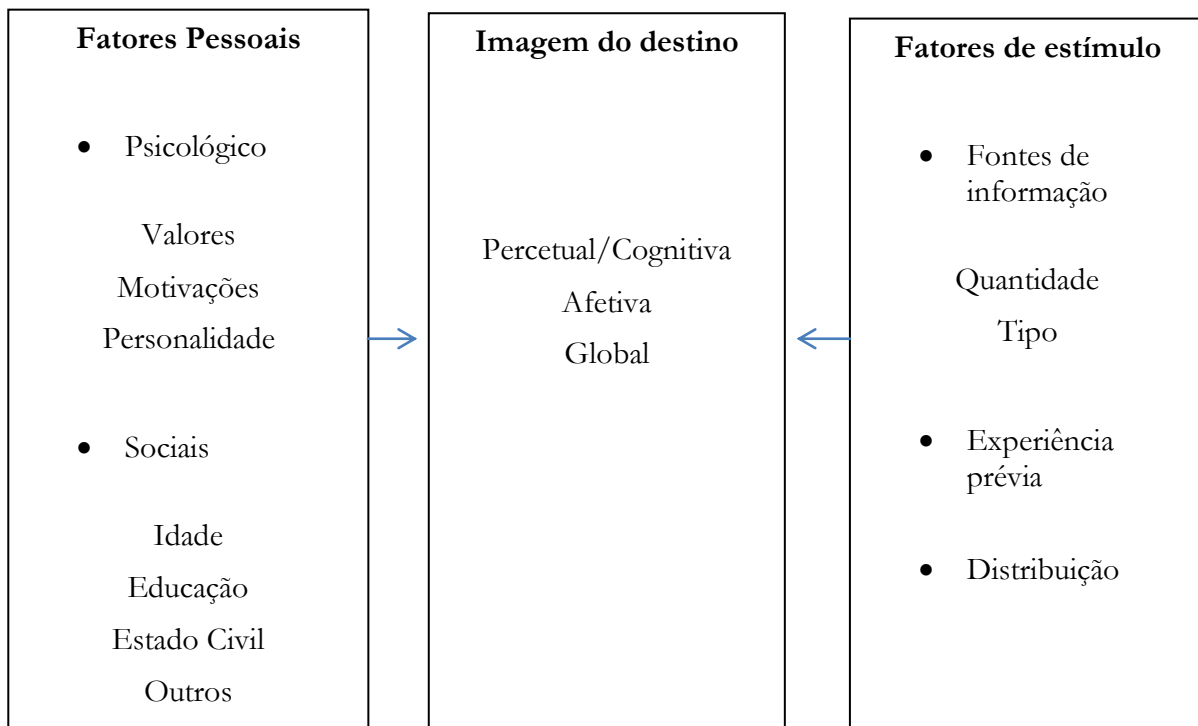 Fatores Pessoais
• Psicológico
Valores
Motivações
Personalidade
• Sociais
Idade
Educação
Estado Civil
Outros
Imagem do destino
Percetual/Cognitiva
Afetiva
Global
Fatores de estímulo
• Fontes de
informação
Quantidade
Tipo
• Experiência
prévia
• Distribuição